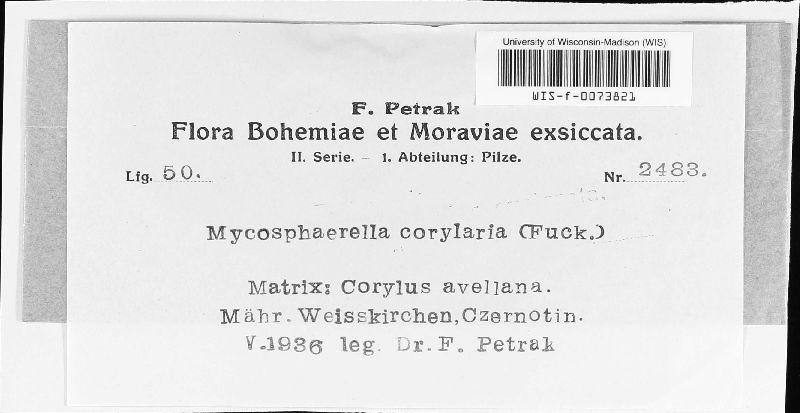 University of Wisconsin-Madison (WIS)
WIS-f-0073821
F. Petrak
Flora Bohemiae et Moraviae exsiccata.
II. Serie. - 1. Abteilung: Pilze.
Lfg. 50.
Nr. 2483.
Mycosphaerella corylaria (Fuck.)
Matrix: Corylus avellana.
Mähr. Weisskirchen, Czernotin.
V.1936 leg. Dr. F. Petrak